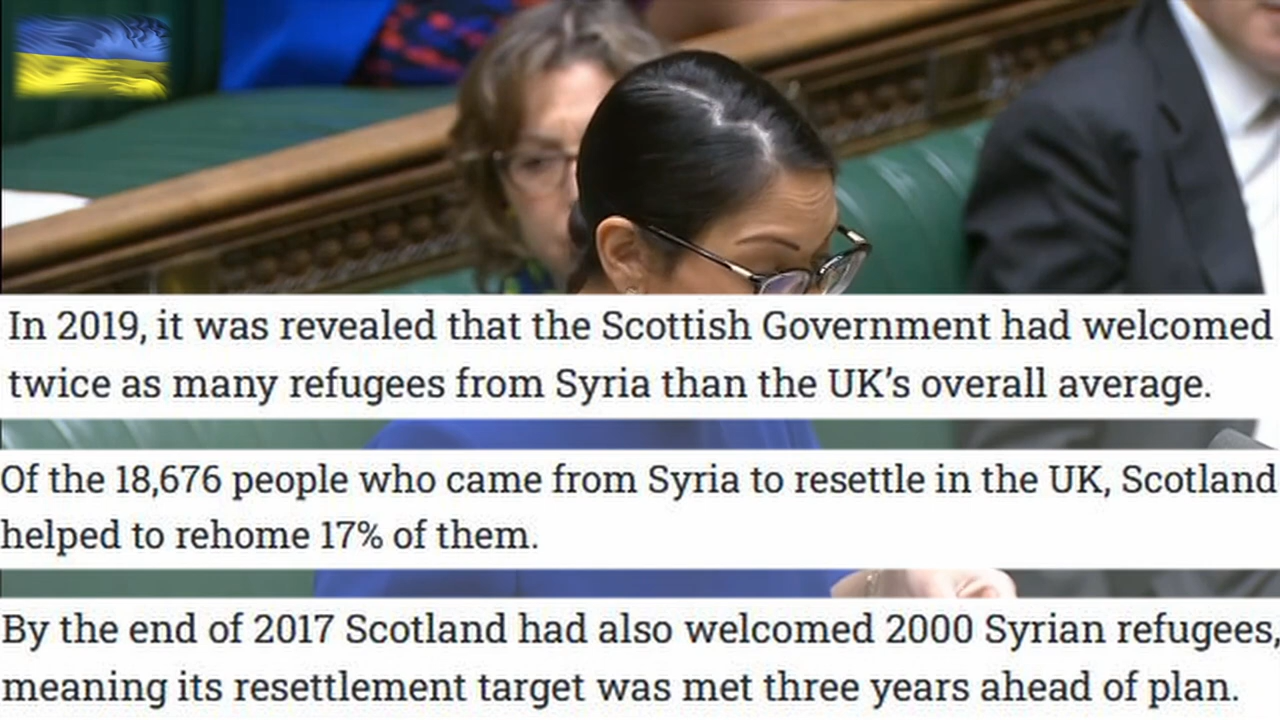 In 2019, it was revealed that the Scottish Government had welcomed
twice as many refugees from Syria than the UK’s overall average.
Of the 18,676 people who came from Syria to resettle in the UK, Scotland
helped to rehome 17% of them.
By the end of 2017 Scotland had also welcomed 2000 Syrian refugees,
meaning its resettlement target was met three years ahead of plan.